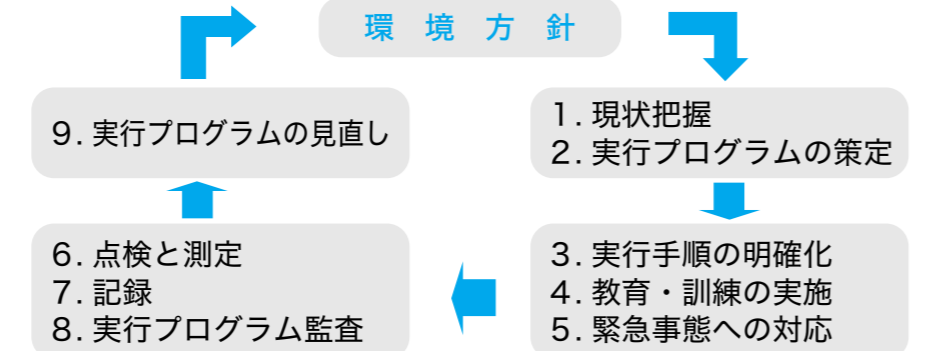 環境方針
1. 現状把握
2. 実行プログラムの策定
3. 実行手順の明確化
4. 教育・訓練の実施
5. 緊急事態への対応
6. 点検と測定
7. 記録
8. 実行プログラム監査
9. 実行プログラムの見直し